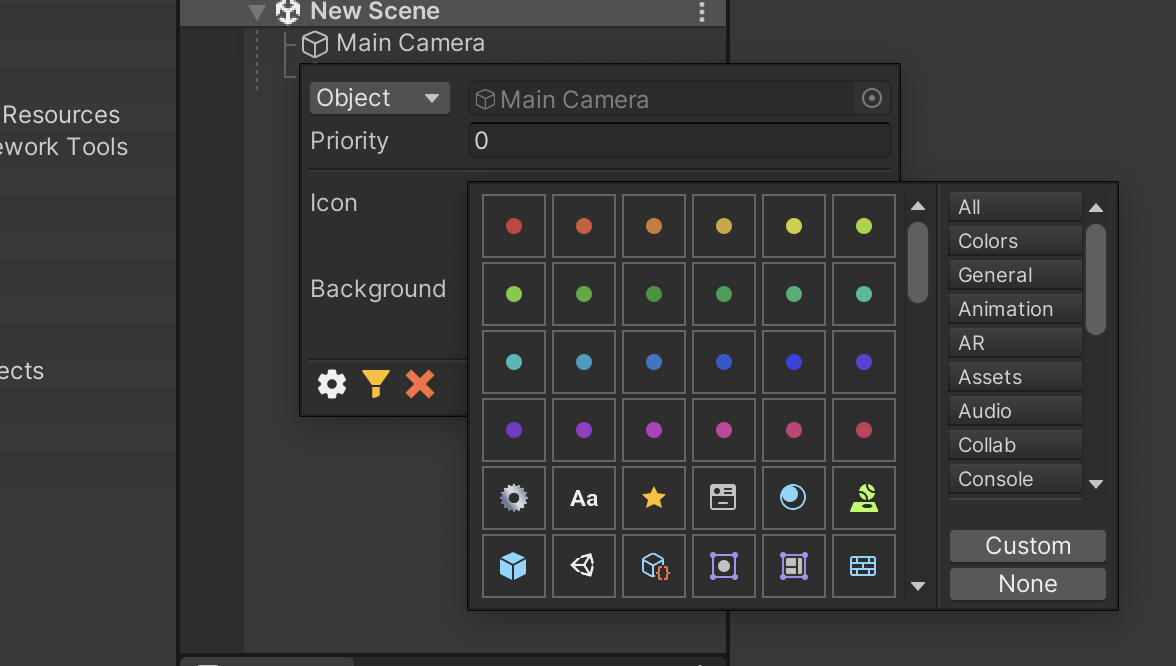 New Scene
Main Camera
Resources
ework Tools
ects
Object
Main Camera
Priority
0
Icon
Background
Aa
{}
All
Colors
General
Animation
AR
Assets
Audio
Collab
Console
Custom
None